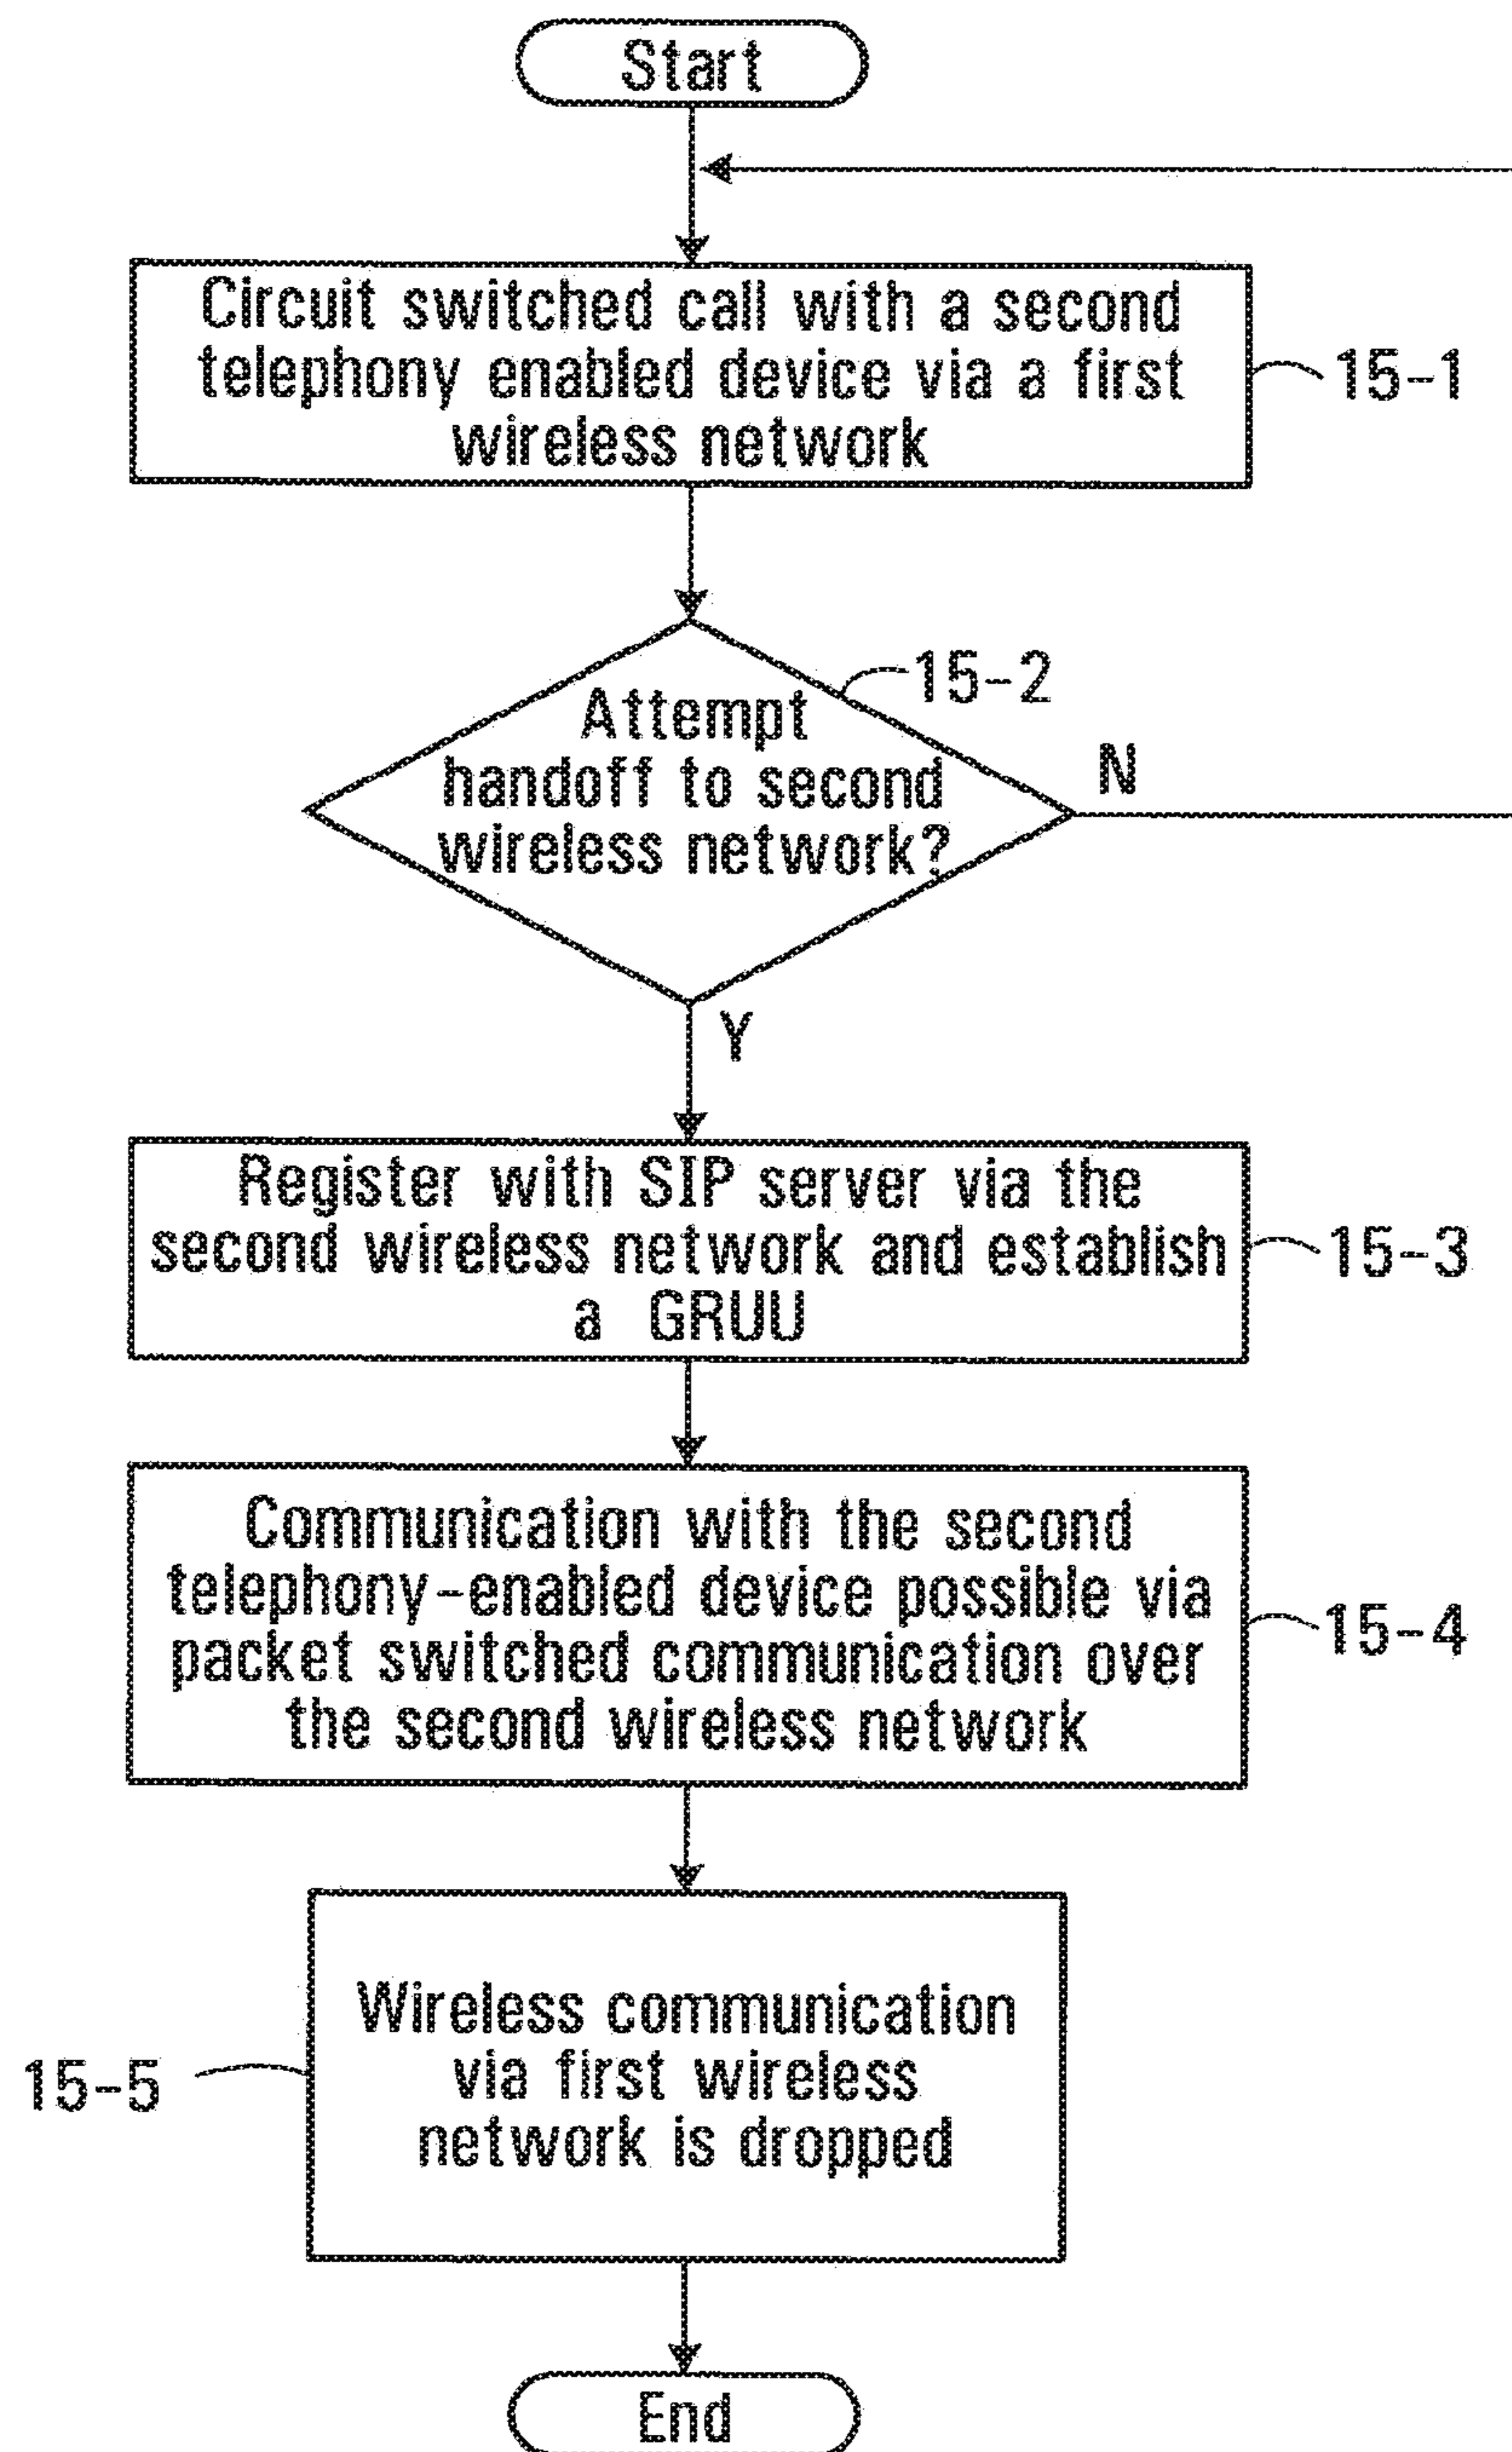 Start
Circuit switched call with a second
telephony enabled device via a first
wireless network
15-1
15-2
Attempt
handoff to second
wireless network?
N
Y
Register with SIP server via the
second wireless network and establish
a GRUU
15-3
Communication with the second
telephony-enabled device possible via
packet switched communication over
the second wireless network
15-4
Wireless communication
via first wireless
network is dropped
15-5
End